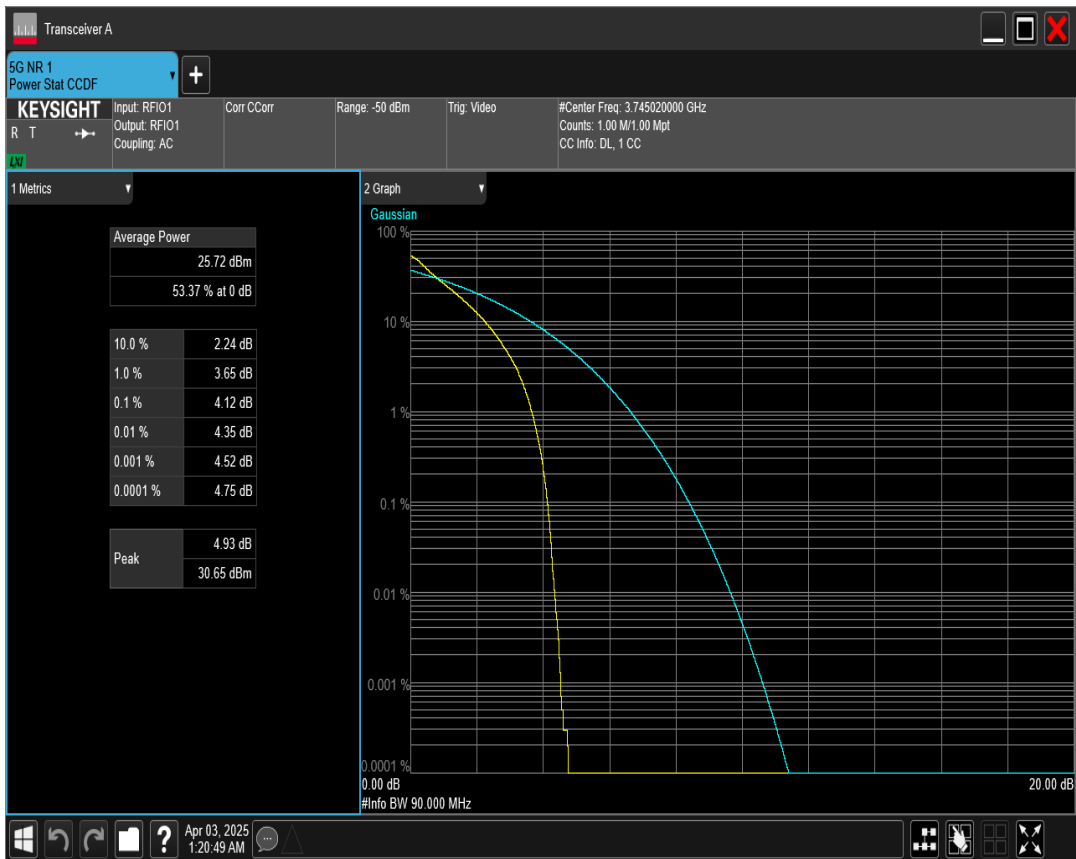 Transceiver A
5G NR 1
Power Stat CCDF
+
KEYSIGHT
R T
LXI
Input: RFIO1
Output: RFIO1
Coupling: AC
Corr CCorr
Range: -50 dBm
Trig: Video
#Center Freq: 3.745020000 GHz
Counts: 1.00 M/1.00 Mpt
CC Info: DL, 1 CC
1 Metrics
Average Power
25.72 dBm
53.37 % at 0 dB
10.0 % 2.24 dB
1.0 % 3.65 dB
0.1 % 4.12 dB
0.01 % 4.35 dB
0.001 % 4.52 dB
0.0001 % 4.75 dB
Peak 4.93 dB
30.65 dBm
2 Graph
Gaussian
100 %
10 %
1 %
0.1 %
0.01 %
0.001 %
0.0001 %
0.00 dB 20.00 dB
#Info BW 90.000 MHz
?
Apr 03, 2025
1:20:49 AM